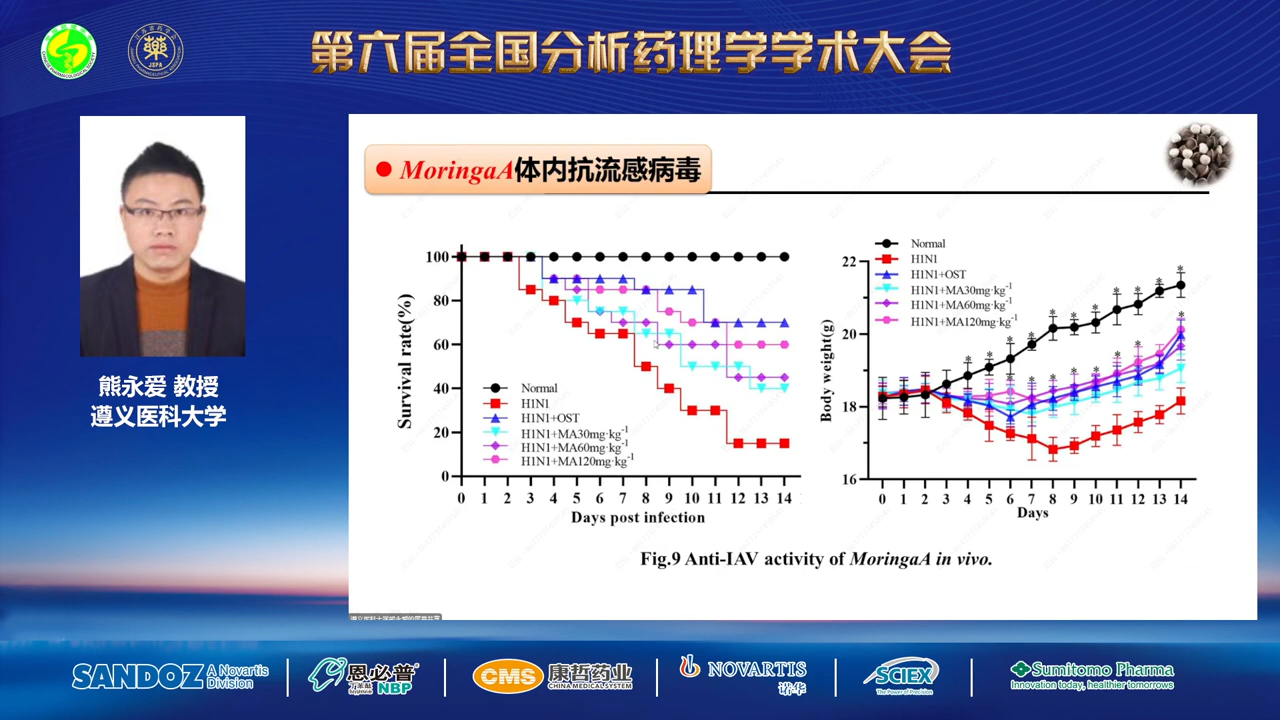 第六届全国分析药理学学术大会
JSPA
熊永爱 教授
遵义医科大学
● MoringaA体内抗流感病毒
Survival rate(%)
100
80
60
40
20
0
Normal
H1N1
H1N1+OST
H1N1+MA30mg·kg-1
H1N1+MA60mg·kg-1
H1N1+MA120mg·kg-1
0 1 2 3 4 5 6 7 8 9 10 11 12 13 14
Days post infection
Normal
H1N1
H1N1+OST
H1N1+MA30mg·kg-1
H1N1+MA60mg·kg-1
H1N1+MA120mg·kg-1
Body weight(g)
22
20
18
16
0 1 2 3 4 5 6 7 8 9 10 11 12 13 14
Days
Fig.9 Anti-IAV activity of MoringaA in vivo.
SANDOZ A Novartis Division
恩必普 NBP
CMS 康哲药业
CHINA MEDICAL SYSTEM
NOVARTIS
诺华
SCIEX
The Power of Precision
Sumitomo Pharma
Innovation today, healthier tomorrows